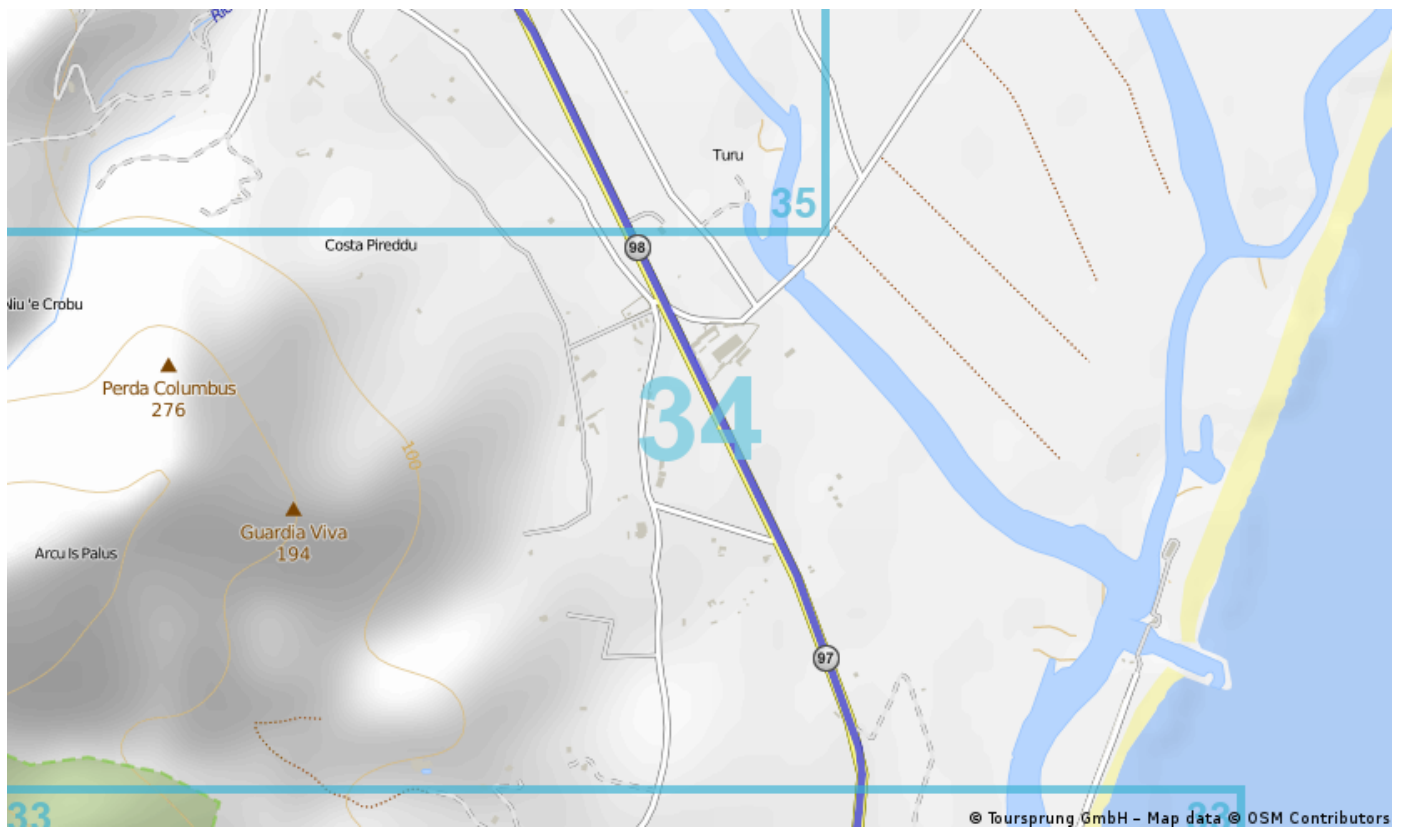 Turu
35
Costa Pireddu
98
Niu 'e Crobu
Perda Columbus
276
34
100
Guardia Viva
194
Arcu Is Palus
97
33
33
© Toursprung GmbH – Map data © OSM Contributors